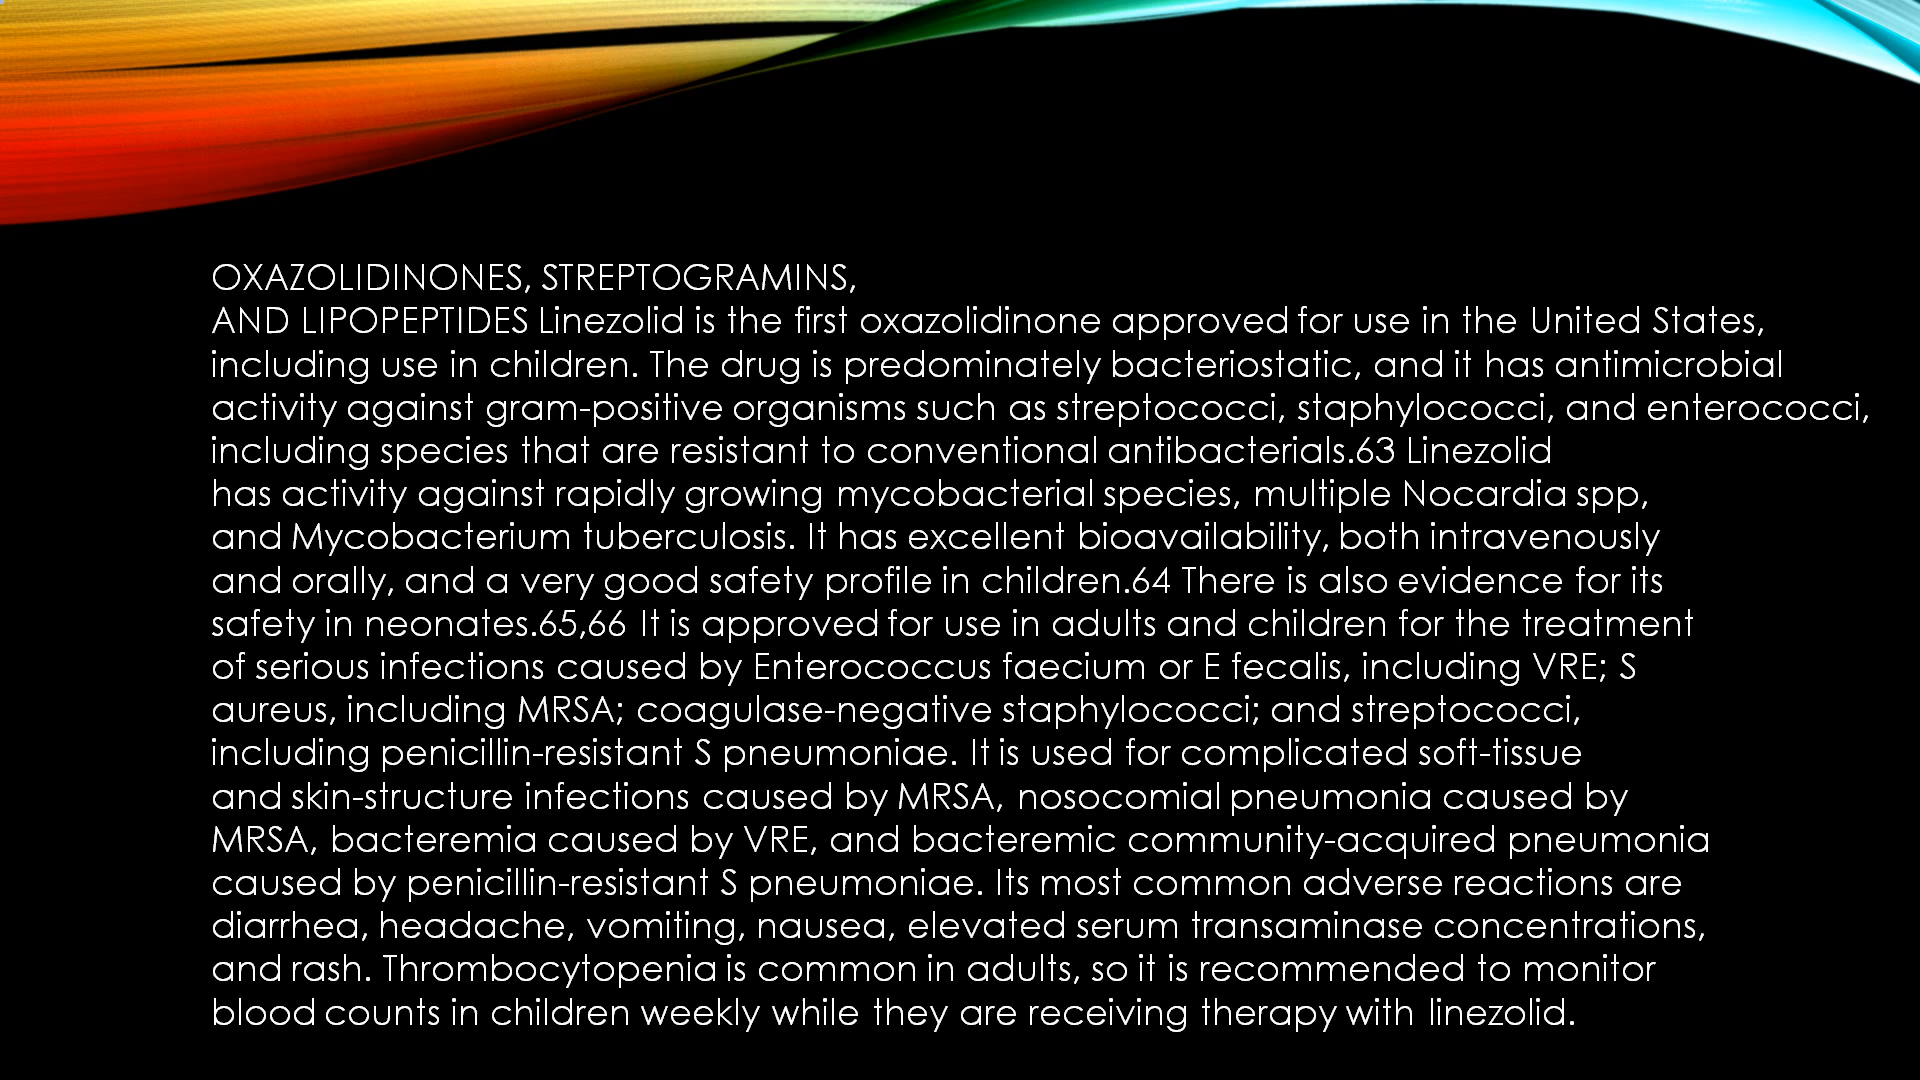 OXAZOLIDINONES, STREPTOGRAMINS,
AND LIPOPEPTIDES Linezolid is the first oxazolidinone approved for use in the United States,
including use in children. The drug is predominately bacteriostatic, and it has antimicrobial
activity against gram-positive organisms such as streptococci, staphylococci, and enterococci,
including species that are resistant to conventional antibacterials.63 Linezolid
has activity against rapidly growing mycobacterial species, multiple Nocardia spp,
and Mycobacterium tuberculosis. It has excellent bioavailability, both intravenously
and orally, and a very good safety profile in children.64 There is also evidence for its
safety in neonates.65,66 It is approved for use in adults and children for the treatment
of serious infections caused by Enterococcus faecium or E fecalis, including VRE; S
aureus, including MRSA; coagulase-negative staphylococci; and streptococci,
including penicillin-resistant S pneumoniae. It is used for complicated soft-tissue
and skin-structure infections caused by MRSA, nosocomial pneumonia caused by
MRSA, bacteremia caused by VRE, and bacteremic community-acquired pneumonia
caused by penicillin-resistant S pneumoniae. Its most common adverse reactions are
diarrhea, headache, vomiting, nausea, elevated serum transaminase concentrations,
and rash. Thrombocytopenia is common in adults, so it is recommended to monitor
blood counts in children weekly while they are receiving therapy with linezolid.